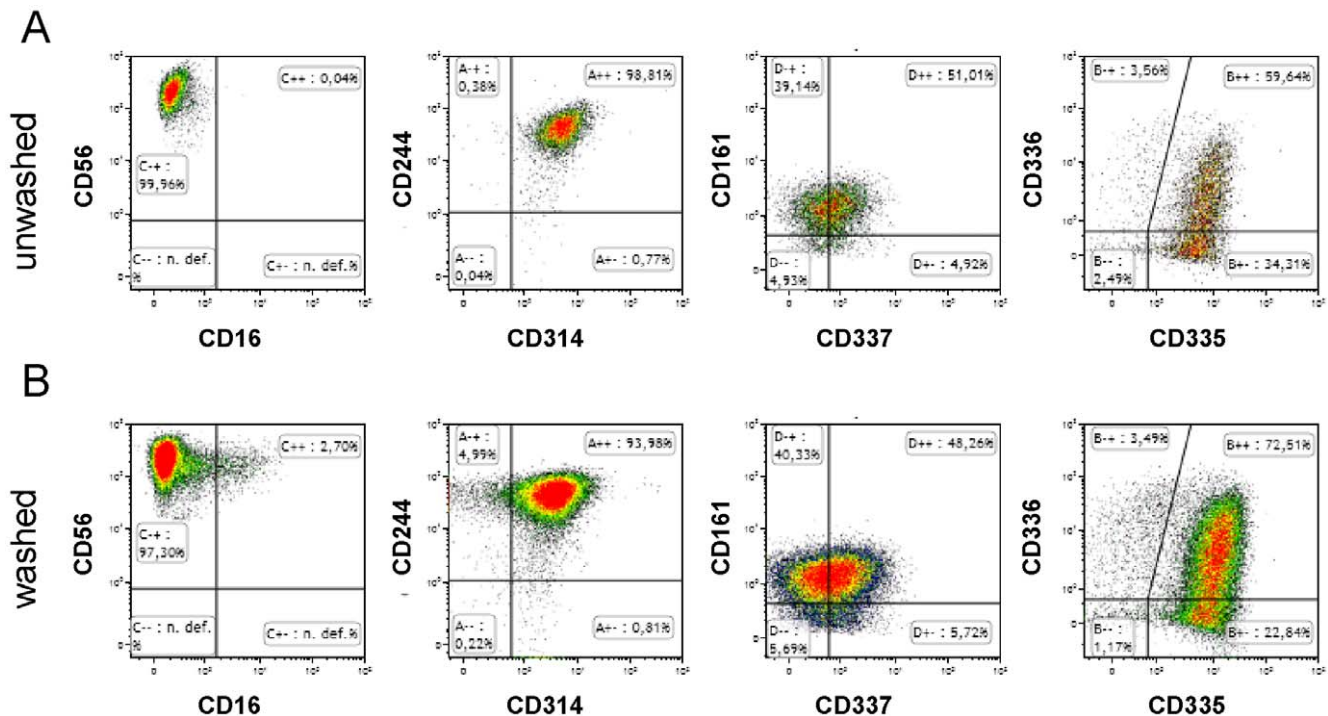 A
unwashed
CD56
C++ : 0,04%
C-+ :
99,96%
C-- : n. def.
%
C+- : n. def.%
CD16
CD244
A-+ :
0,38%
A++ : 98,81%
A-- :
0,04%
A+- : 0,77%
CD314
CD161
D-+ :
39,14%
D++ : 51,01%
D-- :
4,93%
D+- : 4,92%
CD337
CD336
B-+ : 3,56%
B++ : 59,64%
B-- :
2,49%
B+- : 34,31%
CD335
B
washed
CD56
C++ : 2,70%
C-+ :
97,30%
C-- : n. def.
%
C+- : n. def.%
CD16
CD244
A-+ :
4,99%
A++ : 93,98%
A-- :
0,22%
A+- : 0,81%
CD314
CD161
D-+ :
40,33%
D++ : 48,26%
D-- :
5,69%
D+- : 5,72%
CD337
CD336
B-+ : 3,49%
B++ : 72,51%
B-- :
1,17%
B+- : 22,84%
CD335